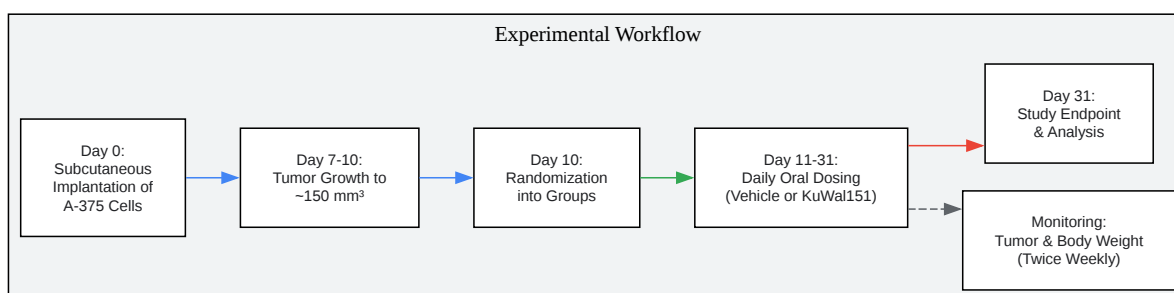 Experimental Workflow
Day 0:
Subcutaneous
Implantation of
A-375 Cells
Day 7-10:
Tumor Growth to
~150 mm³
Day 10:
Randomization
into Groups
Day 11-31:
Daily Oral Dosing
(Vehicle or KuWal151)
Day 31:
Study Endpoint
& Analysis
Monitoring:
Tumor & Body Weight
(Twice Weekly)